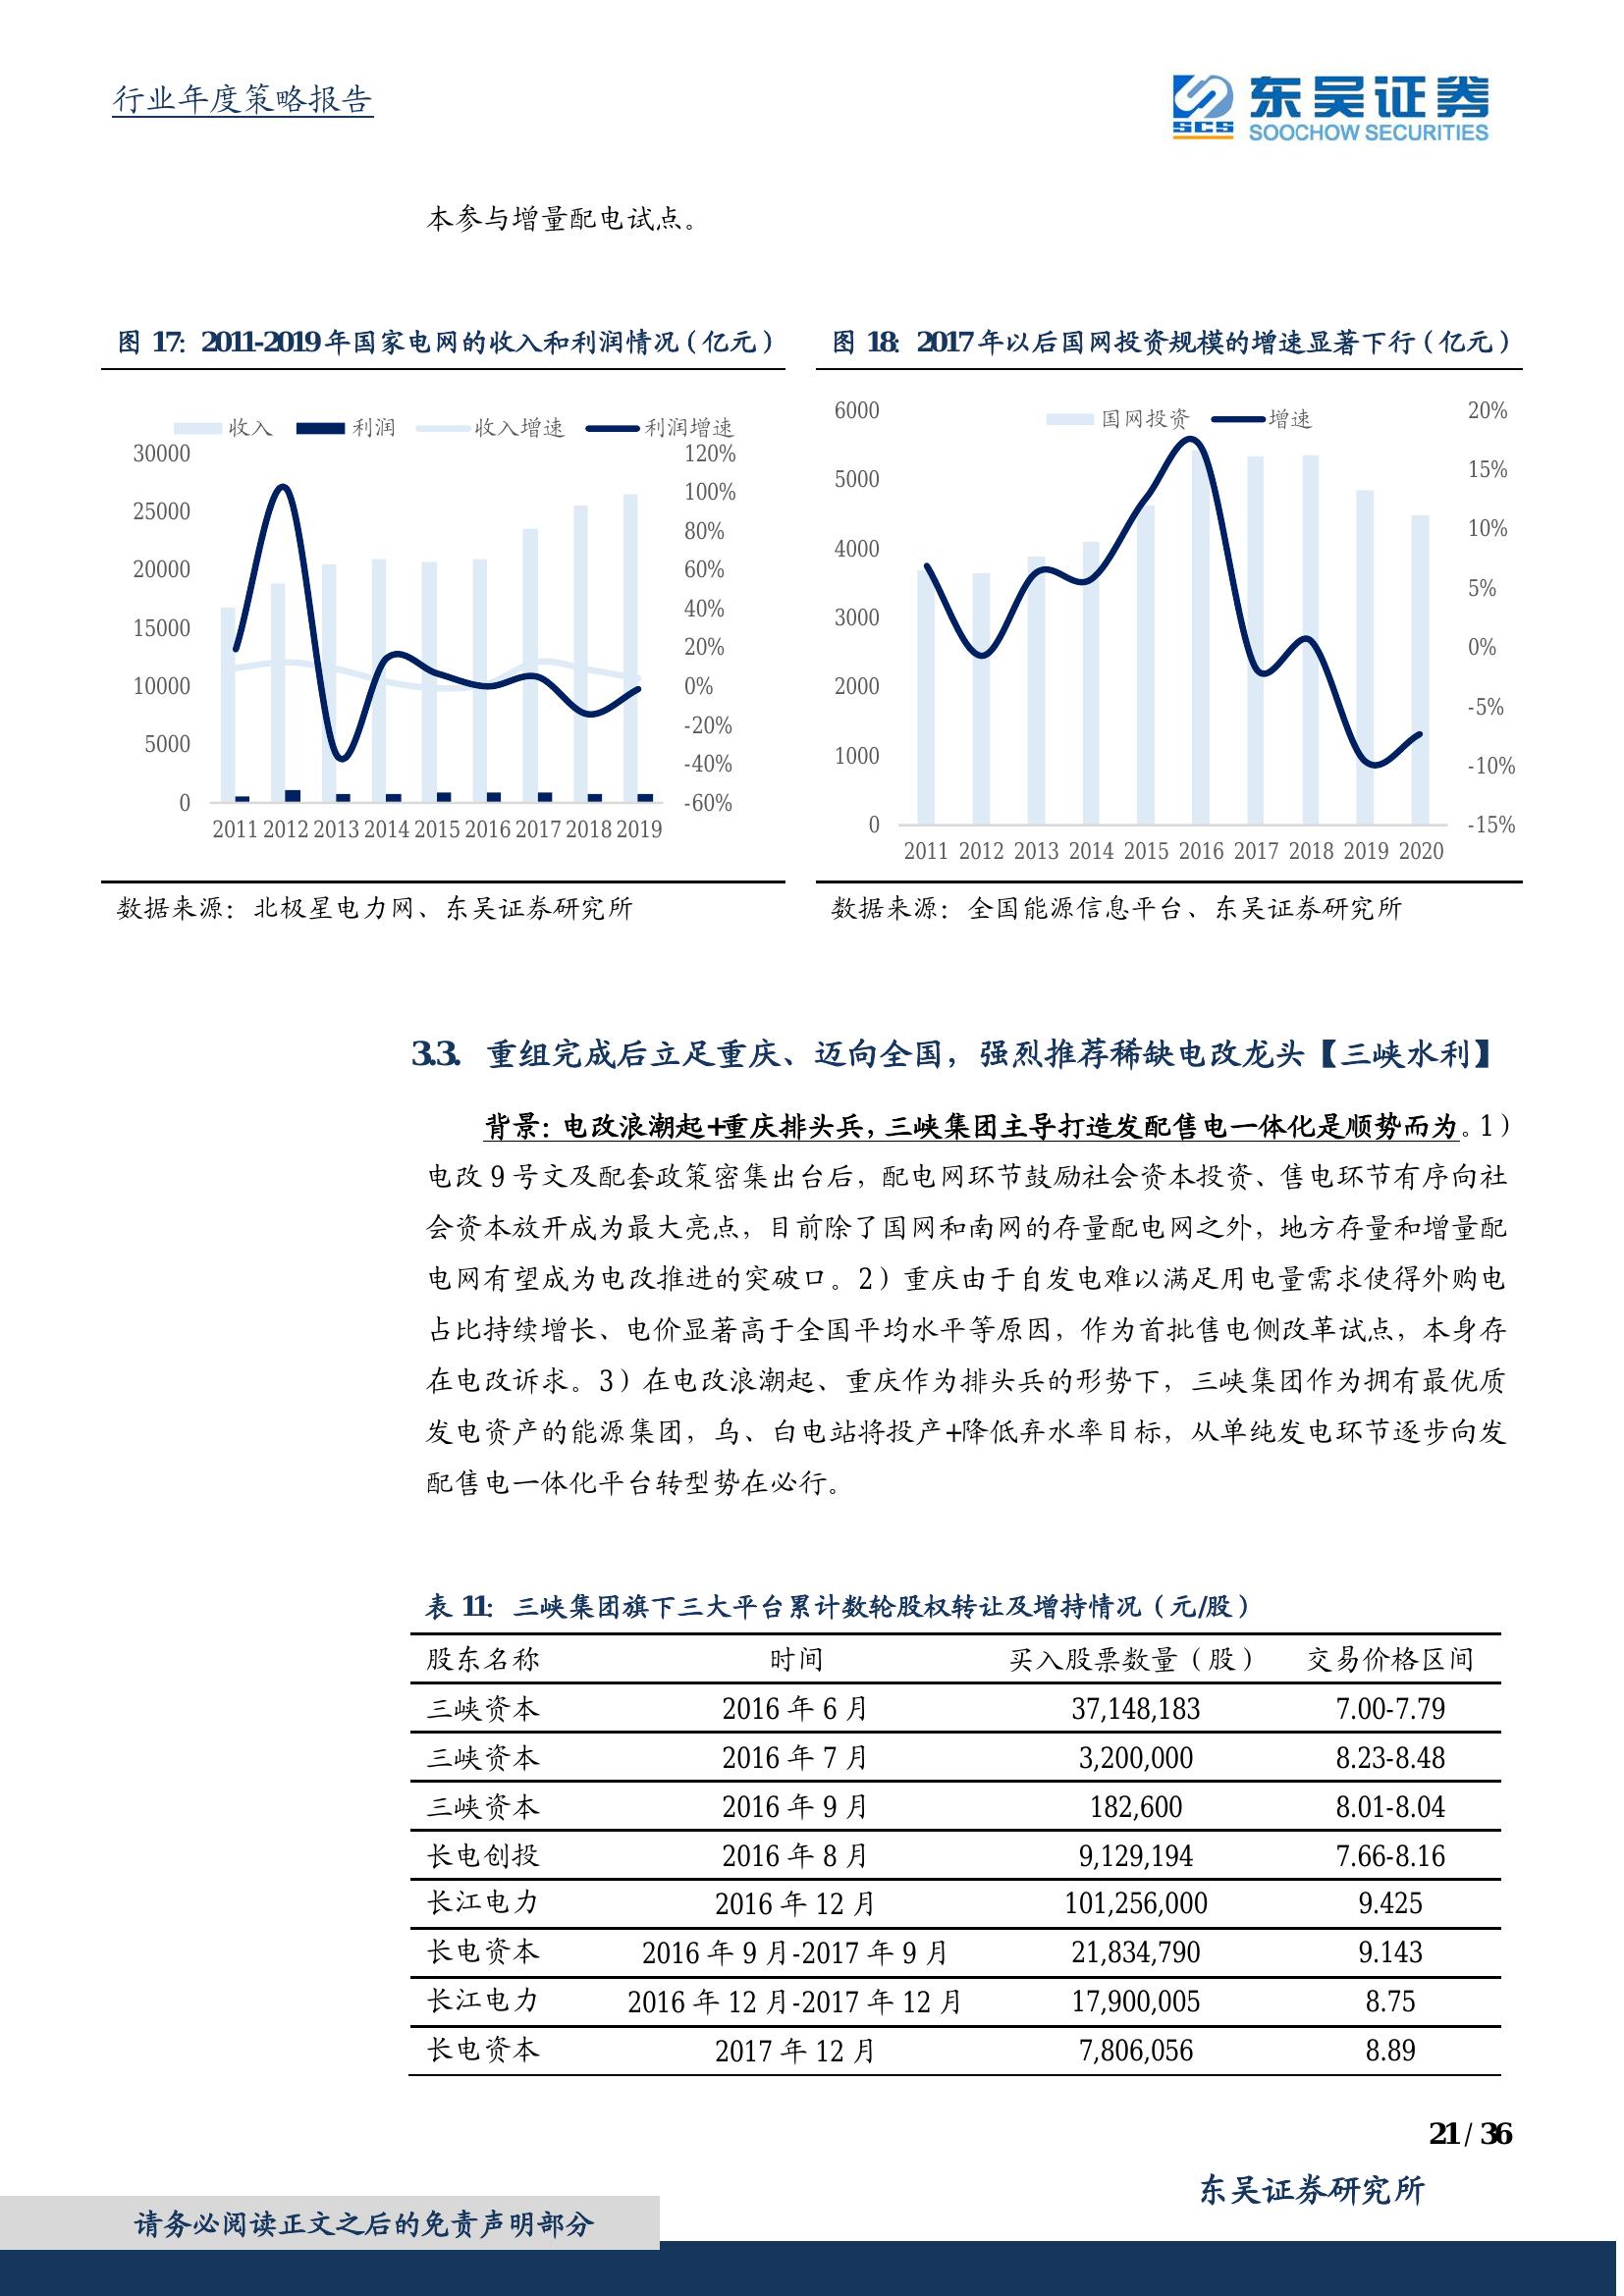 行业年度策略报告
东吴证券
SCS
SOOCHOW SECURITIES
本参与增量配电试点。
图 17: 2011-2019 年国家电网的收入和利润情况（亿元）
收入 利润 收入增速 利润增速
30000
25000
20000
15000
10000
5000
0
120%
100%
80%
60%
40%
20%
0%
-20%
-40%
-60%
2011 2012 2013 2014 2015 2016 2017 2018 2019
数据来源：北极星电力网、东吴证券研究所
图 18: 2017 年以后国网投资规模的增速显著下行（亿元）
国网投资 增速
6000
5000
4000
3000
2000
1000
0
20%
15%
10%
5%
0%
-5%
-10%
-15%
2011 2012 2013 2014 2015 2016 2017 2018 2019 2020
数据来源：全国能源信息平台、东吴证券研究所
3.3. 重组完成后立足重庆、迈向全国，强烈推荐稀缺电改龙头【三峡水利】
背景：电改浪潮起+重庆排头兵，三峡集团主导打造发配售电一体化是顺势而为。1）
电改 9 号文及配套政策密集出台后，配电网环节鼓励社会资本投资、售电环节有序向社
会资本放开成为最大亮点，目前除了国网和南网的存量配电网之外，地方存量和增量配
电网有望成为电改推进的突破口。2）重庆由于自发电难以满足用电量需求使得外购电
占比持续增长、电价显著高于全国平均水平等原因，作为首批售电侧改革试点，本身存
在电改诉求。3）在电改浪潮起、重庆作为排头兵的形势下，三峡集团作为拥有最优质
发电资产的能源集团，乌、白电站将投产+降低弃水率目标，从单纯发电环节逐步向发
配售电一体化平台转型势在必行。
表 11: 三峡集团旗下三大平台累计数轮股权转让及增持情况（元/股）
股东名称 时间 买入股票数量（股） 交易价格区间
三峡资本 2016 年 6 月 37,148,183 7.00-7.79
三峡资本 2016 年 7 月 3,200,000 8.23-8.48
三峡资本 2016 年 9 月 182,600 8.01-8.04
长电创投 2016 年 8 月 9,129,194 7.66-8.16
长江电力 2016 年 12 月 101,256,000 9.425
长电资本 2016 年 9 月-2017 年 9 月 21,834,790 9.143
长江电力 2016 年 12 月-2017 年 12 月 17,900,005 8.75
长电资本 2017 年 12 月 7,806,056 8.89
21 / 36
东吴证券研究所
请务必阅读正文之后的免责声明部分